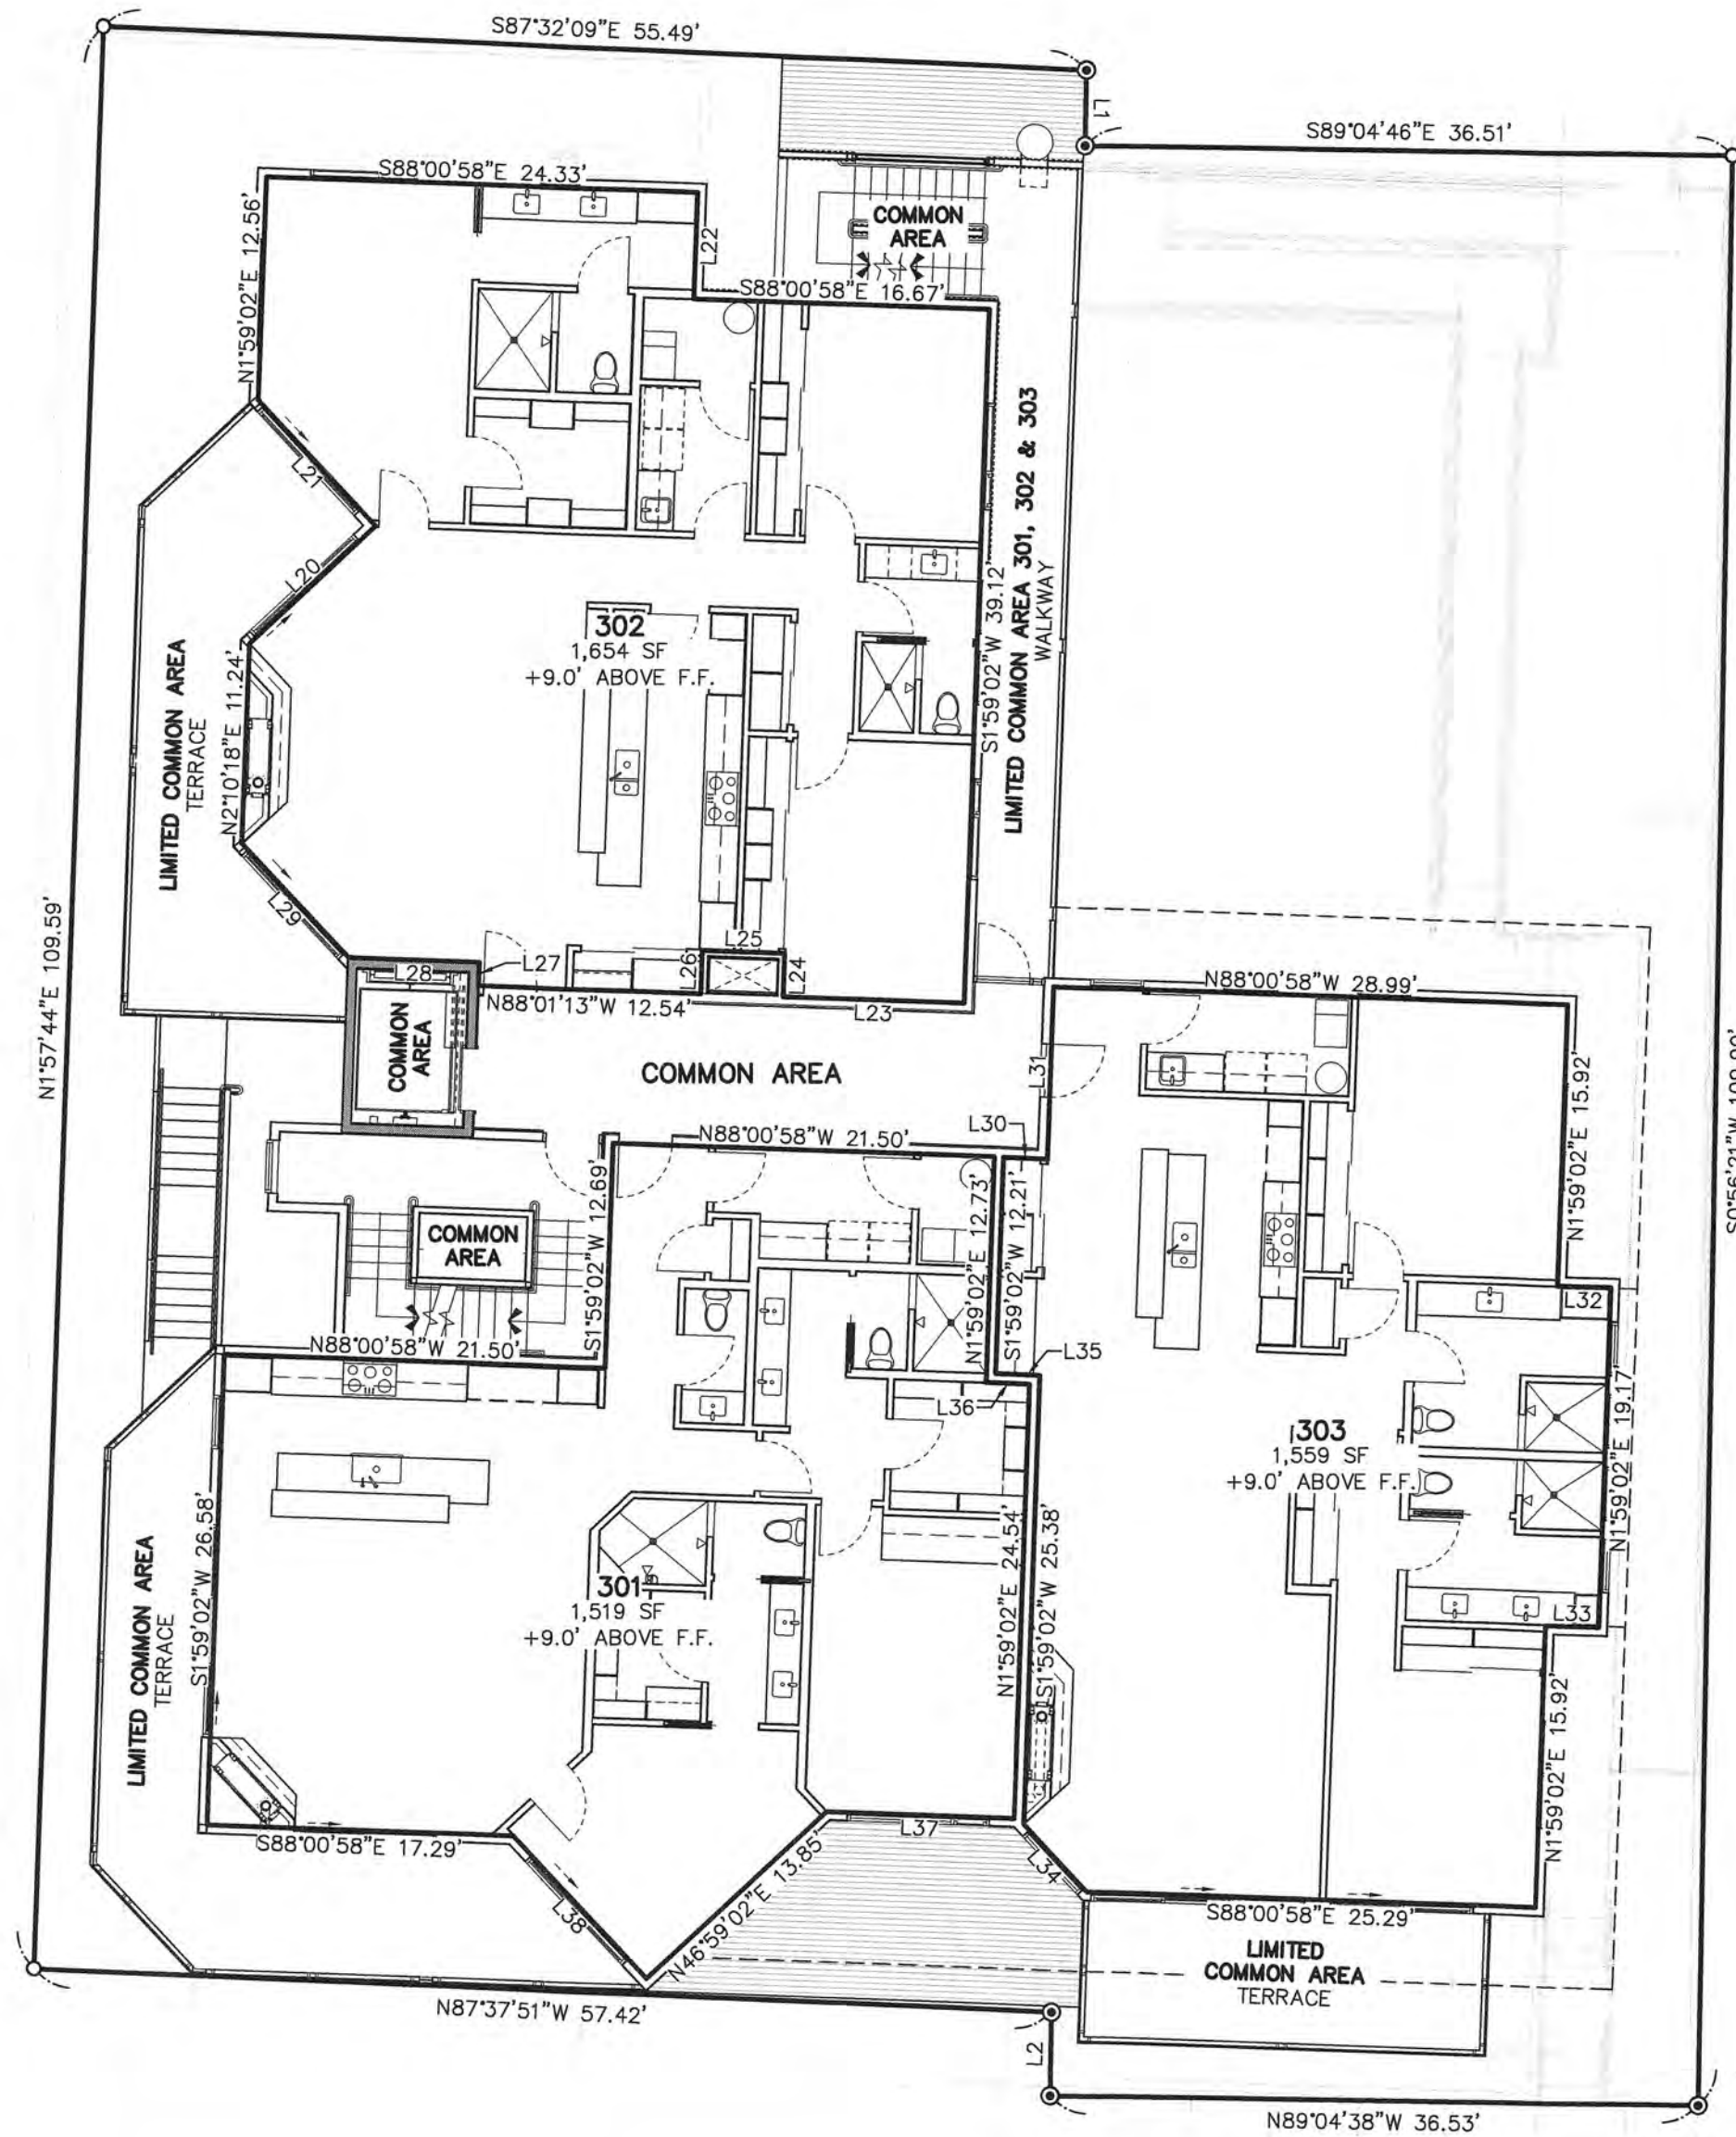 S87°32'09"E 55.49'
L1
S89°04'46"E 36.51'
S88°00'58"E 24.33'
N1°59'02"E 12.56'
L22
COMMON
AREA
S88°00'58"E 16.67'
L21
L20
302
1,654 SF
+9.0' ABOVE F.F.
LIMITED COMMON AREA
TERRACE
N2°10'18"E 11.24'
S1°59'02"W 39.12'
LIMITED COMMON AREA 301, 302 & 303
WALKWAY
L29
N1°57'44"E 109.59'
L28
L27
L26
L25
L24
N88°01'13"W 12.54'
L23
N88°00'58"W 28.99'
COMMON
AREA
COMMON AREA
L31
L30
N1°59'02"E 15.92'
N88°00'58"W 21.50'
S1°59'02"W 12.69'
COMMON
AREA
N88°00'58"W 21.50'
N1°59'02"E 12.73'
S1°59'02"W 12.21'
L35
L36
L32
N1°59'02"E 19.17'
303
1,559 SF
+9.0' ABOVE F.F.
L33
LIMITED COMMON AREA
TERRACE
S1°59'02"W 26.58'
301
1,519 SF
+9.0' ABOVE F.F.
N1°59'02"E 24.54'
S1°59'02"W 25.38'
N1°59'02"E 15.92'
S88°00'58"E 17.29'
L38
N46°59'02"E 13.85'
L37
L34
S88°00'58"E 25.29'
LIMITED
COMMON AREA
TERRACE
N87°37'51"W 57.42'
L2
N89°04'38"W 36.53'